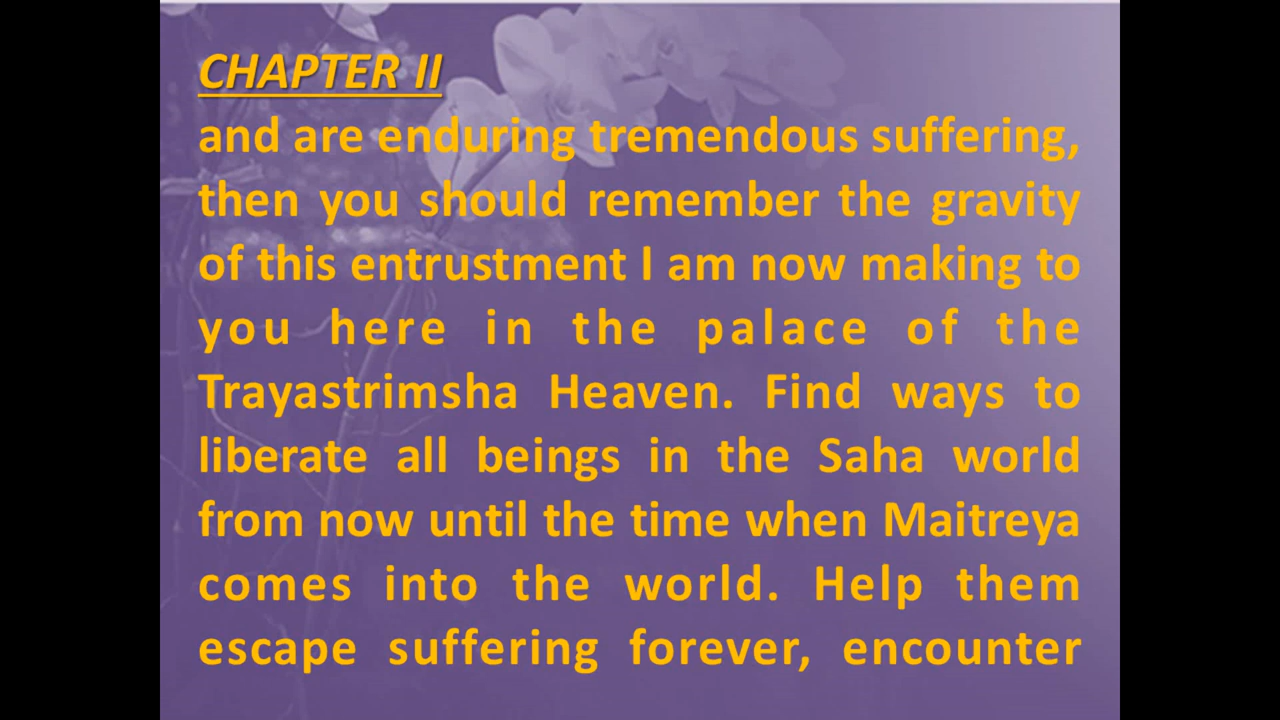 CHAPTER II
and are enduring tremendous suffering,
then you should remember the gravity
of this entrustment I am now making to
you here in the palace of the
Trayastrimsha Heaven. Find ways to
liberate all beings in the Saha world
from now until the time when Maitreya
comes into the world. Help them
escape suffering forever, encounter